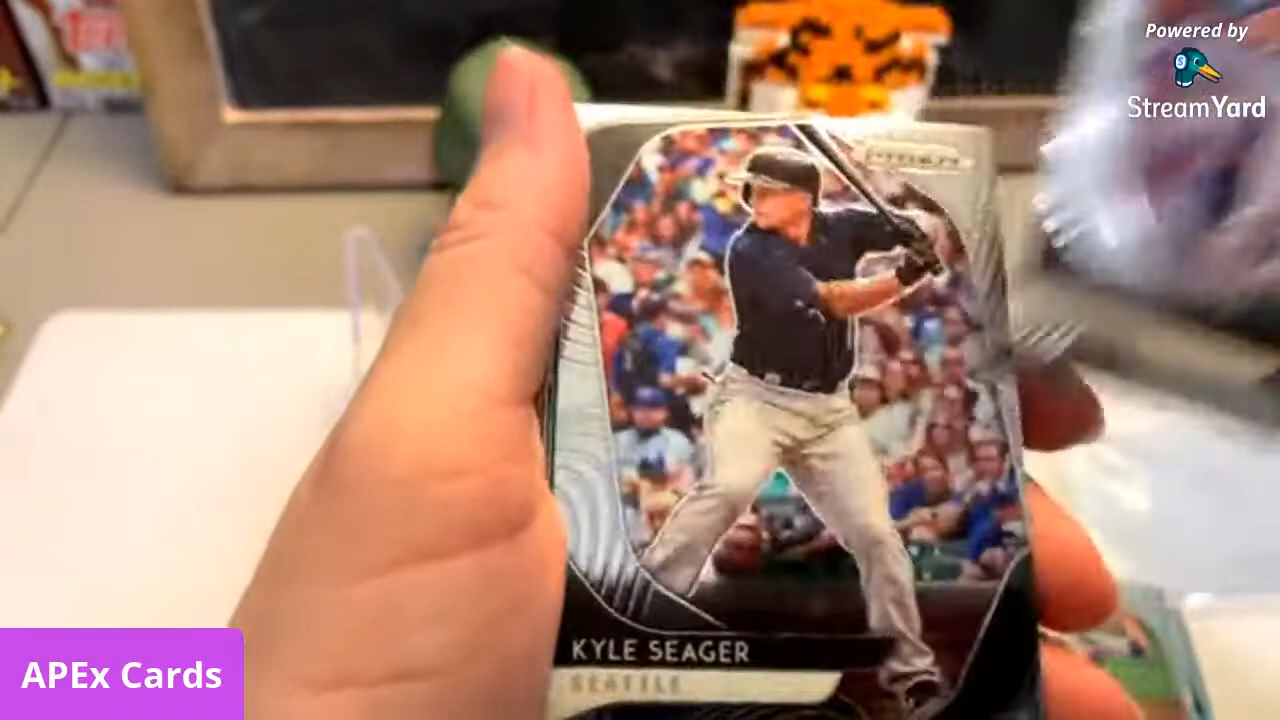 Powered by
StreamYard
PRIZM
KYLE SEAGER
SEATTLE
APEx Cards